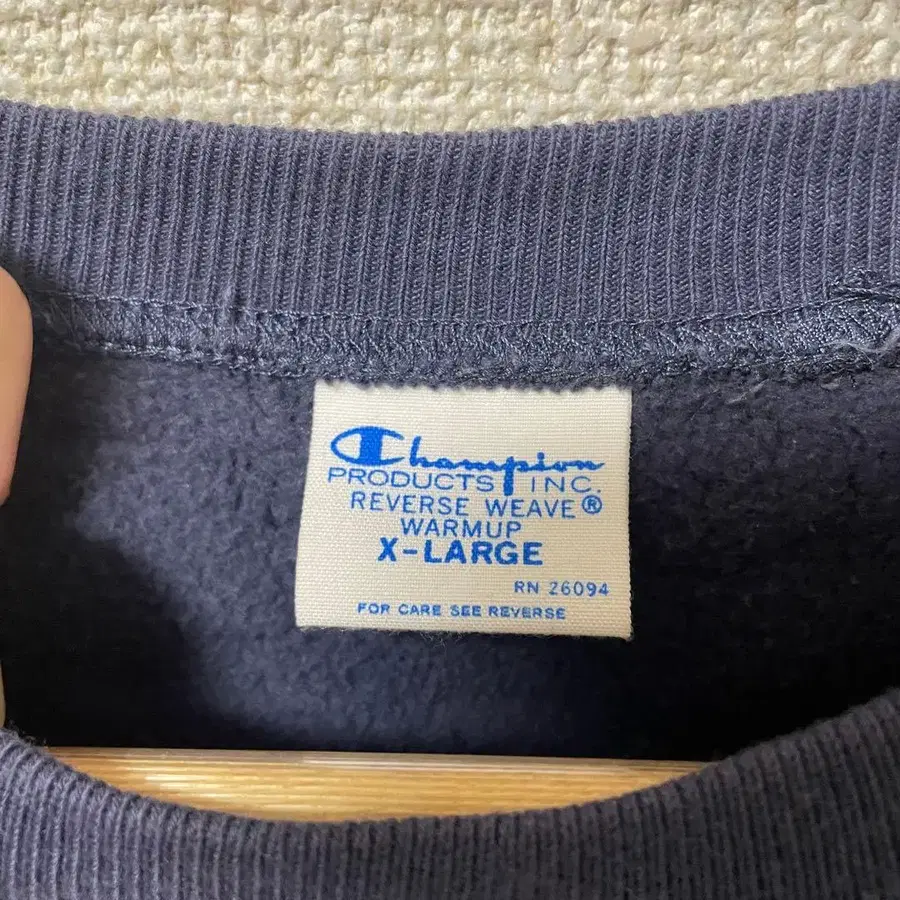 Champion
PRODUCTS INC.
REVERSE WEAVE®
WARMUP
X-LARGE
RN 26094
FOR CARE SEE REVERSE